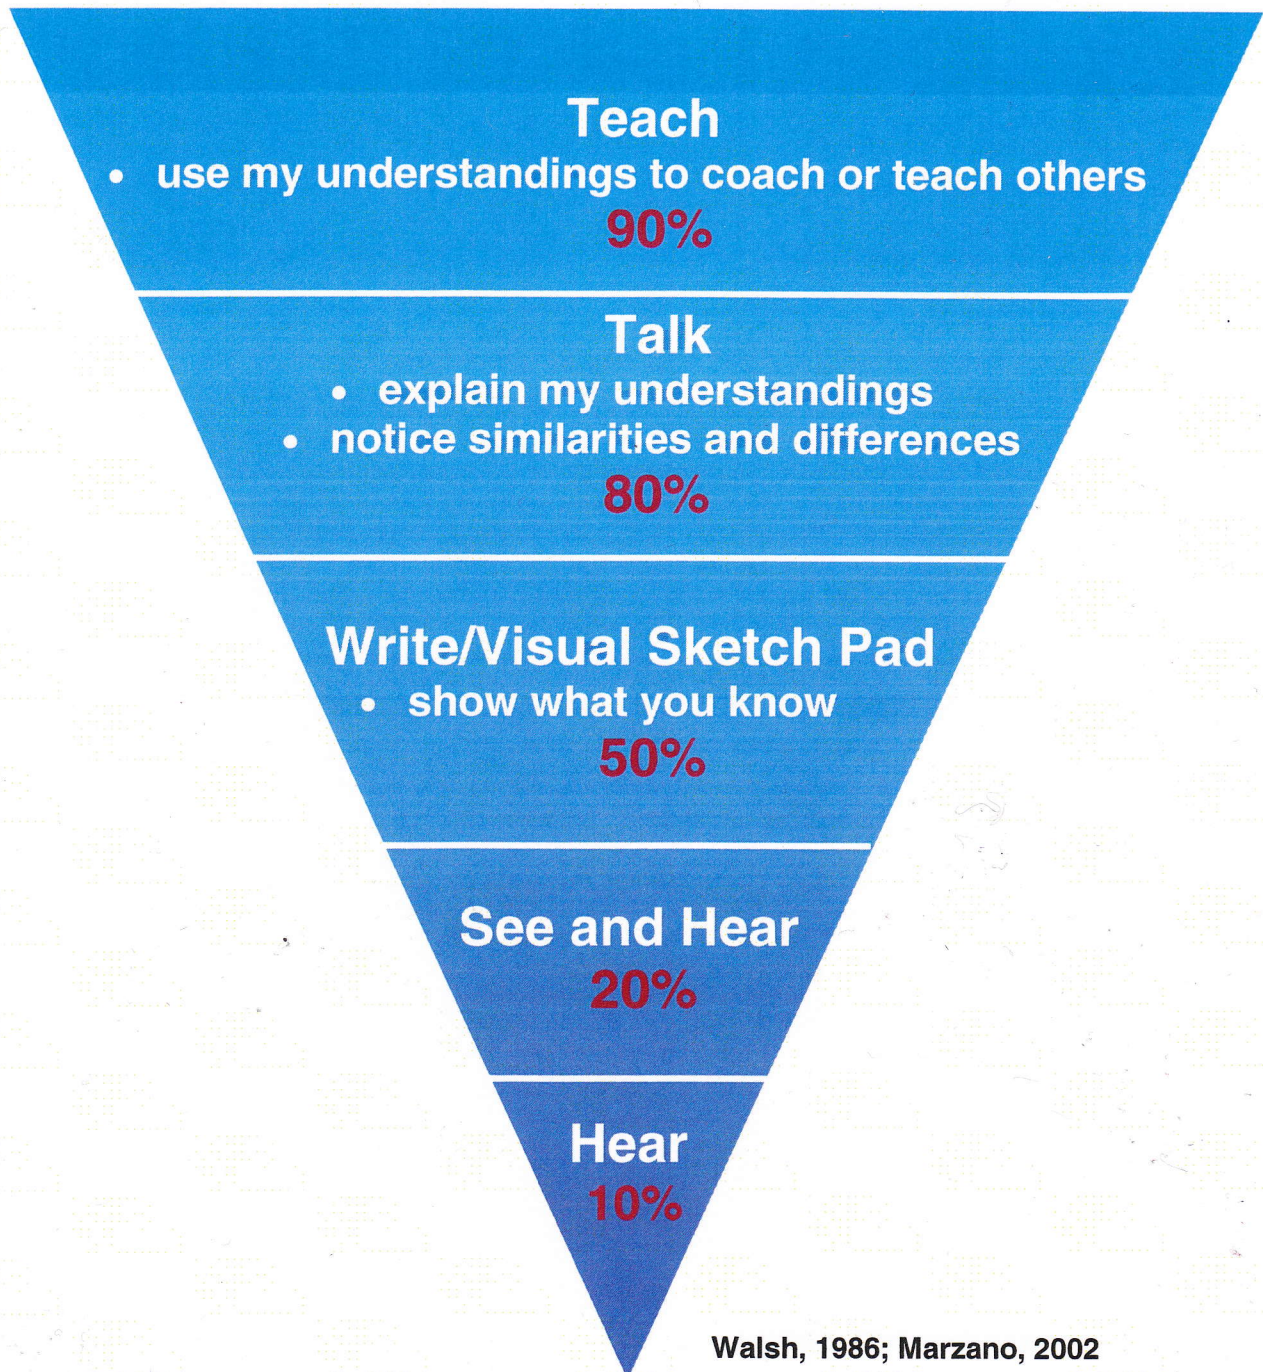 Teach
• use my understandings to coach or teach others
90%
Talk
• explain my understandings
• notice similarities and differences
80%
Write/Visual Sketch Pad
• show what you know
50%
See and Hear
20%
Hear
10%
Walsh, 1986; Marzano, 2002